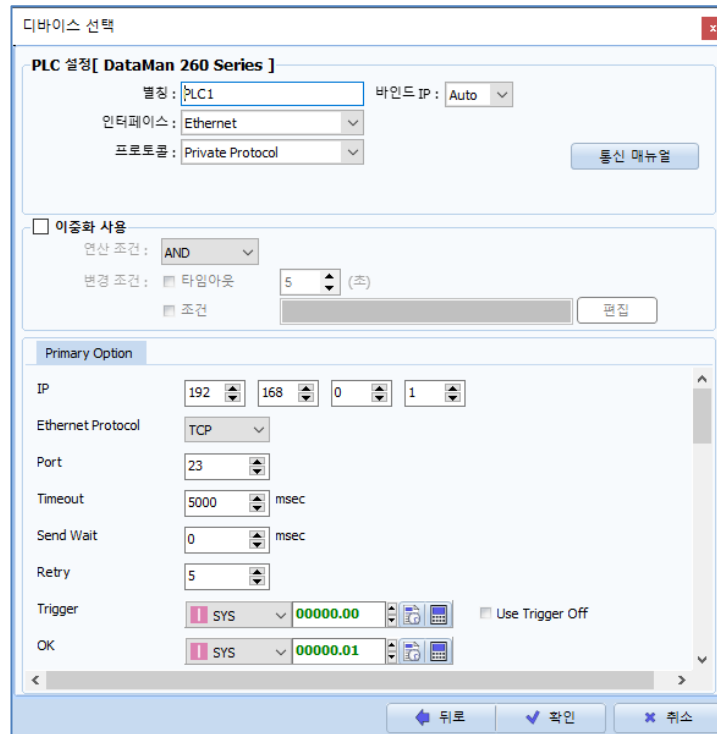 디바이스 선택
PLC 설정[ DataMan 260 Series ]
별칭 : PLC1 바인드 IP : Auto
인터페이스 : Ethernet
프로토콜 : Private Protocol
통신 매뉴얼
이중화 사용
연산 조건 : AND
변경 조건 : 타임아웃 5 (초)
조건 편집
Primary Option
IP 192 168 0 1
Ethernet Protocol TCP
Port 23
Timeout 5000 msec
Send Wait 0 msec
Retry 5
Trigger SYS 00000.00 Use Trigger Off
OK SYS 00000.01
뒤로 확인 취소